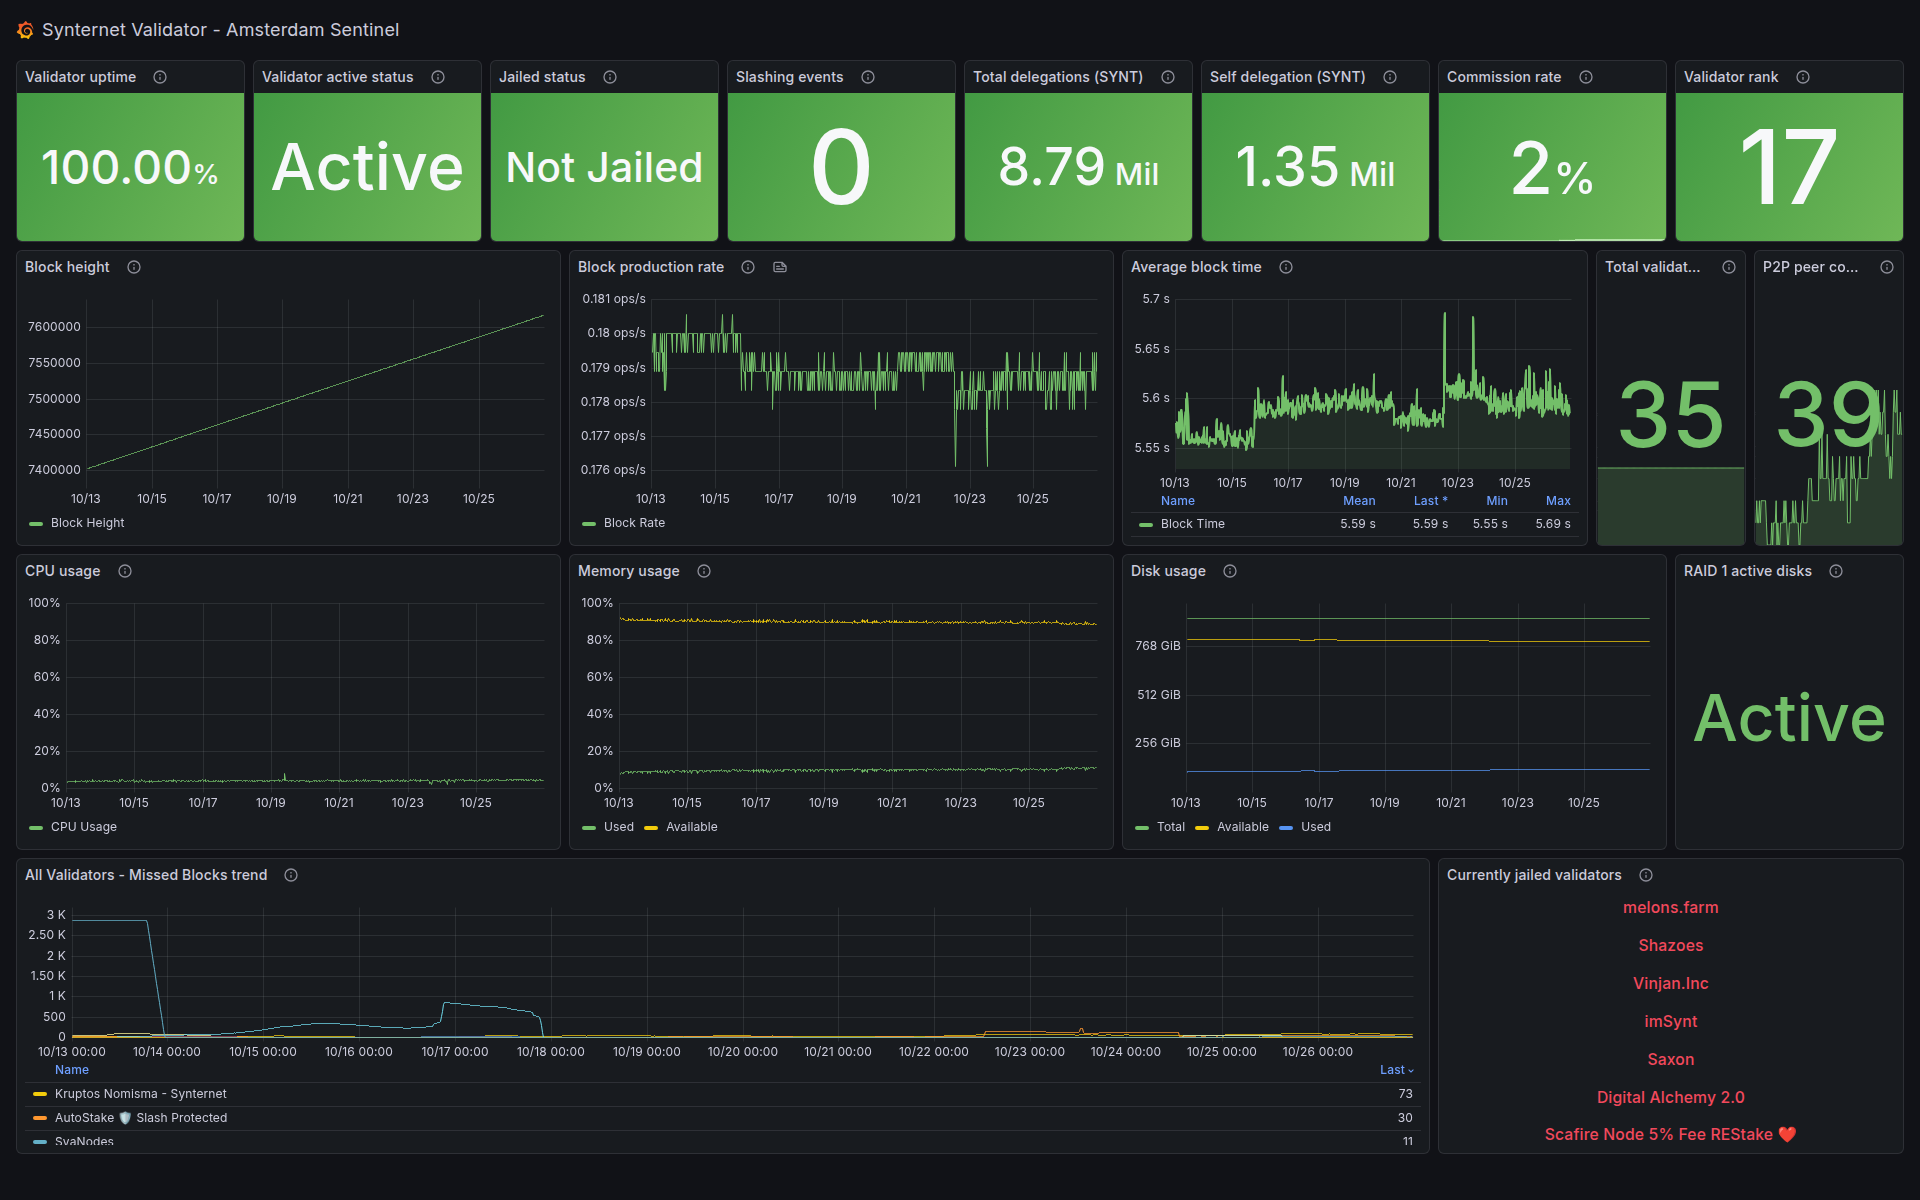 Synternet Validator - Amsterdam Sentinel
Validator uptime
100.00%
Validator active status
Active
Jailed status
Not Jailed
Slashing events
0
Total delegations (SYNT)
8.79 Mil
Self delegation (SYNT)
1.35 Mil
Commission rate
2%
Validator rank
17
Block height
7600000
7550000
7500000
7450000
7400000
10/13 10/15 10/17 10/19 10/21 10/23 10/25
Block Height
Block production rate
0.181 ops/s
0.18 ops/s
0.179 ops/s
0.178 ops/s
0.177 ops/s
0.176 ops/s
10/13 10/15 10/17 10/19 10/21 10/23 10/25
Block Rate
Average block time
5.7 s
5.65 s
5.6 s
5.55 s
10/13 10/15 10/17 10/19 10/21 10/23 10/25
Name Mean Last * Min Max
Block Time 5.59 s 5.59 s 5.55 s 5.69 s
Total validat...
35
P2P peer co...
39
CPU usage
100%
80%
60%
40%
20%
0%
10/13 10/15 10/17 10/19 10/21 10/23 10/25
CPU Usage
Memory usage
100%
80%
60%
40%
20%
0%
10/13 10/15 10/17 10/19 10/21 10/23 10/25
Used Available
Disk usage
768 GiB
512 GiB
256 GiB
10/13 10/15 10/17 10/19 10/21 10/23 10/25
Total Available Used
RAID 1 active disks
Active
All Validators - Missed Blocks trend
3 K
2.50 K
2 K
1.50 K
1 K
500
0
10/13 00:00 10/14 00:00 10/15 00:00 10/16 00:00 10/17 00:00 10/18 00:00 10/19 00:00 10/20 00:00 10/21 00:00 10/22 00:00 10/23 00:00 10/24 00:00 10/25 00:00 10/26 00:00
Name Last
Kruptos Nomisma - Synternet 73
AutoStake 🛡️ Slash Protected 30
SvaNodes 11
Currently jailed validators
melons.farm
Shazoes
Vinjan.Inc
imSynt
Saxon
Digital Alchemy 2.0
Scafire Node 5% Fee REStake ❤️